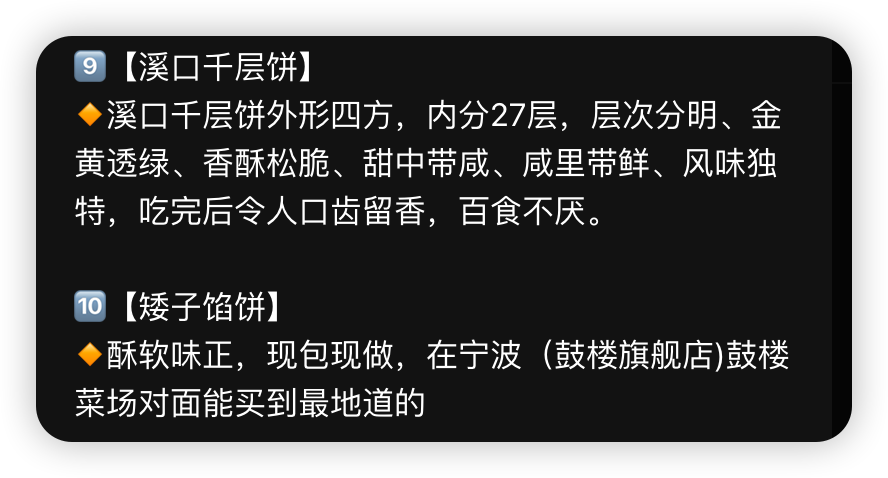 9️⃣【溪口千层饼】
🔶溪口千层饼外形四方，内分27层，层次分明、金
黄透绿、香酥松脆、甜中带咸、咸里带鲜、风味独
特，吃完后令人口齿留香，百食不厌。
🔟【矮子馅饼】
🔶酥软味正，现包现做，在宁波（鼓楼旗舰店)鼓楼
菜场对面能买到最地道的